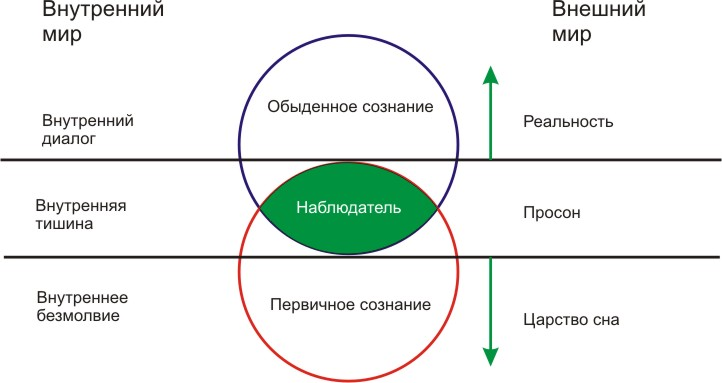 Внутренний
мир
Внешний
мир
Обыденное сознание
Внутренний
диалог
Реальность
Внутренняя
тишина
Наблюдатель
Просон
Внутреннее
безмолвие
Первичное сознание
Царство сна